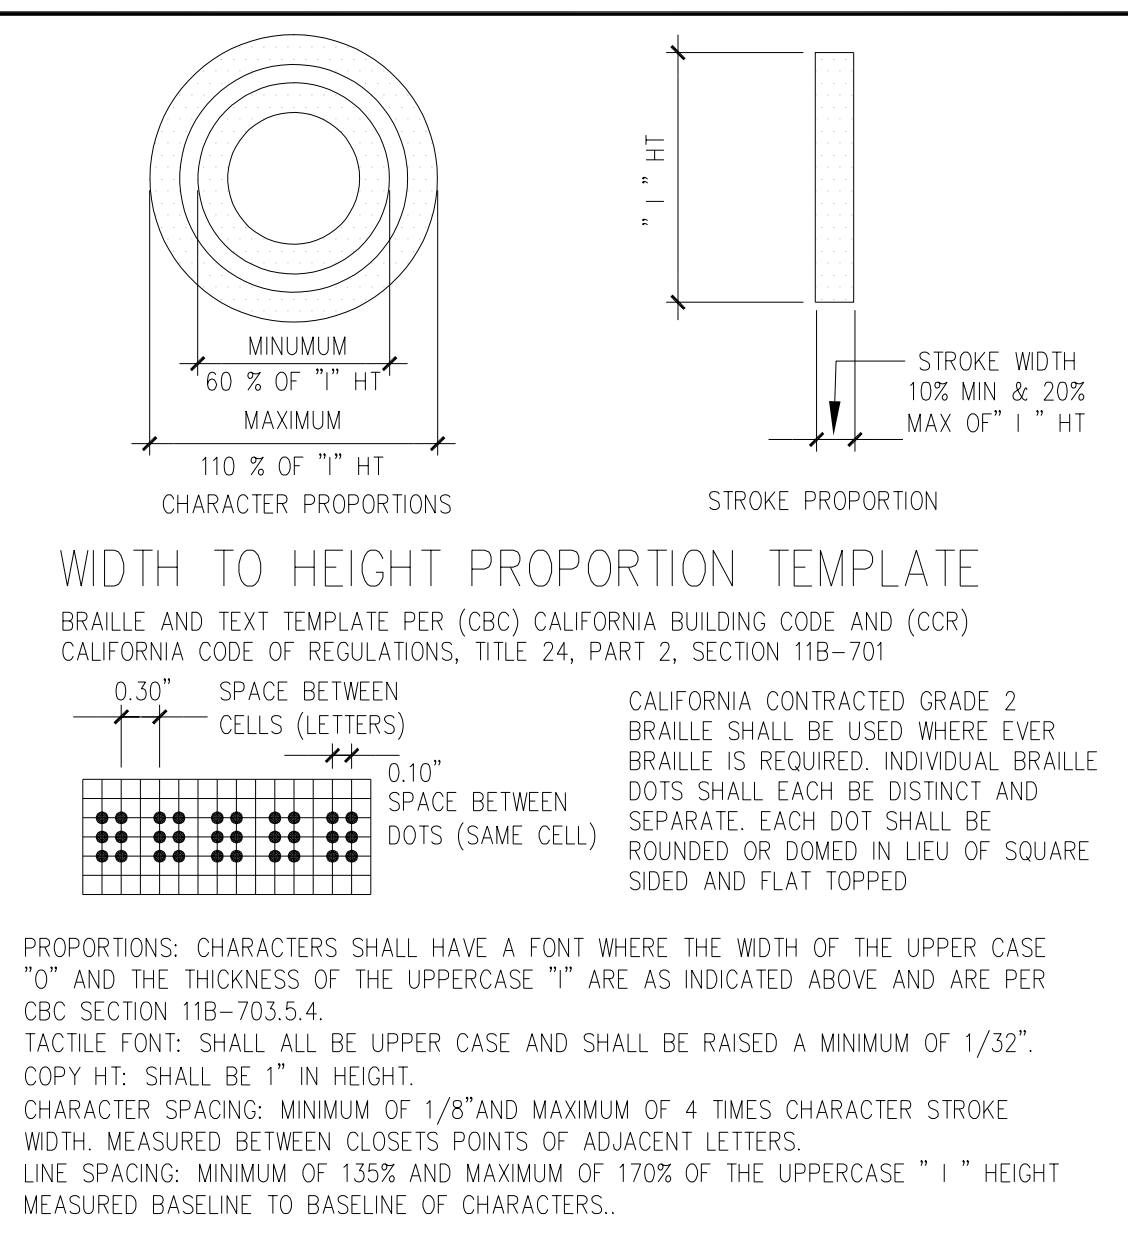 " I " HT
MINUMUM
60 % OF "I" HT
MAXIMUM
110 % OF "I" HT
CHARACTER PROPORTIONS
STROKE WIDTH
10% MIN & 20%
MAX OF" I " HT
STROKE PROPORTION
WIDTH TO HEIGHT PROPORTION TEMPLATE
BRAILLE AND TEXT TEMPLATE PER (CBC) CALIFORNIA BUILDING CODE AND (CCR)
CALIFORNIA CODE OF REGULATIONS, TITLE 24, PART 2, SECTION 11B-701
0.30"
SPACE BETWEEN
CELLS (LETTERS)
0.10"
SPACE BETWEEN
DOTS (SAME CELL)
CALIFORNIA CONTRACTED GRADE 2
BRAILLE SHALL BE USED WHERE EVER
BRAILLE IS REQUIRED. INDIVIDUAL BRAILLE
DOTS SHALL EACH BE DISTINCT AND
SEPARATE. EACH DOT SHALL BE
ROUNDED OR DOMED IN LIEU OF SQUARE
SIDED AND FLAT TOPPED
PROPORTIONS: CHARACTERS SHALL HAVE A FONT WHERE THE WIDTH OF THE UPPER CASE
"O" AND THE THICKNESS OF THE UPPERCASE "I" ARE AS INDICATED ABOVE AND ARE PER
CBC SECTION 11B-703.5.4.
TACTILE FONT: SHALL ALL BE UPPER CASE AND SHALL BE RAISED A MINIMUM OF 1/32".
COPY HT: SHALL BE 1" IN HEIGHT.
CHARACTER SPACING: MINIMUM OF 1/8"AND MAXIMUM OF 4 TIMES CHARACTER STROKE
WIDTH. MEASURED BETWEEN CLOSETS POINTS OF ADJACENT LETTERS.
LINE SPACING: MINIMUM OF 135% AND MAXIMUM OF 170% OF THE UPPERCASE " I " HEIGHT
MEASURED BASELINE TO BASELINE OF CHARACTERS..